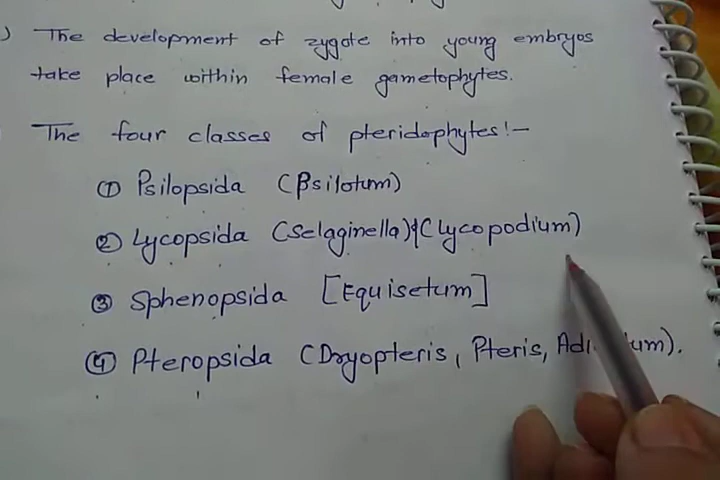 ) The development of zygote into young embryos
take place within female gametophytes.
The four classes of pteridophytes!-
① Psilopsida (Psilotum)
② Lycopsida (Selaginella) & (Lycopodium)
③ Sphenopsida [Equisetum]
④ Pteropsida (Dryopteris, Pteris,